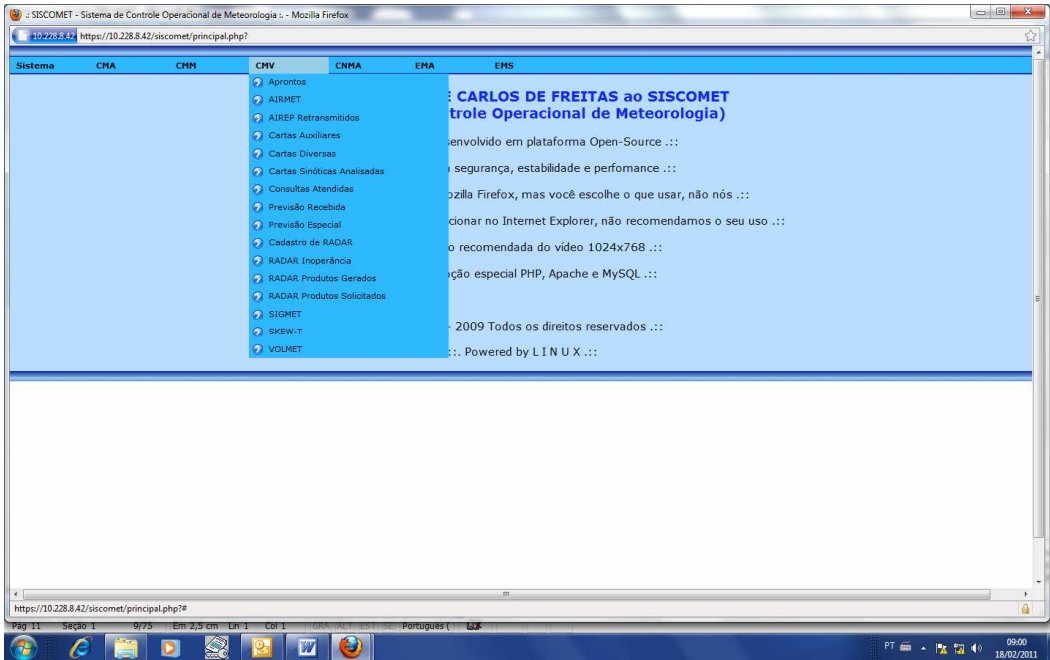 .: SISCOMET - Sistema de Controle Operacional de Meteorologia :. - Mozilla Firefox
10.228.8.42 https://10.228.8.42/siscomet/principal.php?
Sistema CMA CMM CMV CNMA EMA EMS
Aprontos
AIRMET
AIREP Retransmitidos
Cartas Auxiliares
Cartas Diversas
Cartas Sinóticas Analisadas
Consultas Atendidas
Previsão Recebida
Previsão Especial
Cadastro de RADAR
RADAR Inoperância
RADAR Produtos Gerados
RADAR Produtos Solicitados
SIGMET
SKEW-T
VOLMET
CARLOS DE FREITAS ao SISCOMET
trole Operacional de Meteorologia)
envolvido em plataforma Open-Source .::
segurança, estabilidade e perfomance .::
ozilla Firefox, mas você escolhe o que usar, não nós .::
cionar no Internet Explorer, não recomendamos o seu uso .::
o recomendada do vídeo 1024x768 .::
ção especial PHP, Apache e MySQL .::
- 2009 Todos os direitos reservados .::
::. Powered by L I N U X .::
https://10.228.8.42/siscomet/principal.php?#
Pág 11 Seção 1 9/75 Em 2,5 cm Lin 1 Col 1 GRA ALT EST SE Português (
PT 09:00
18/02/2011